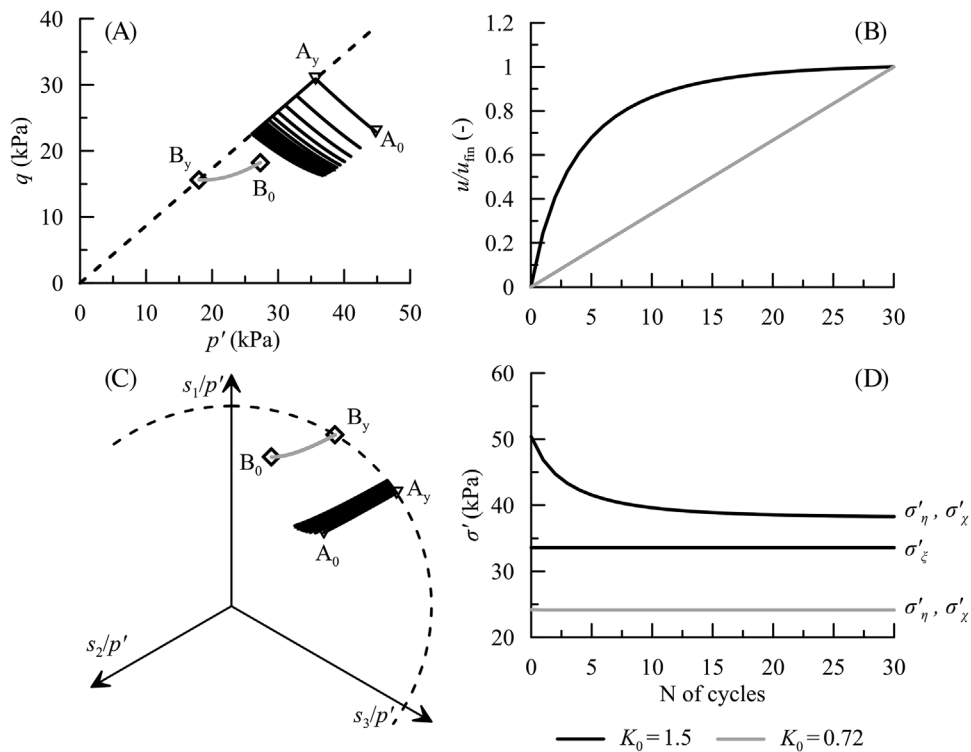 (A)
40
30
20
10
0
q (kPa)
A_y
A_0
B_y
B_0
0 10 20 30 40 50
p′ (kPa)
(B)
1.2
1
0.8
0.6
0.4
0.2
0
u/u_fin (-)
0 5 10 15 20 25 30
(C)
s_1/p′
B_y
B_0
A_y
A_0
s_2/p′
s_3/p′
(D)
60
50
40
30
20
σ′ (kPa)
σ′_η , σ′_χ
σ′_ξ
σ′_η , σ′_χ
0 5 10 15 20 25 30
N of cycles
K_0 = 1.5 K_0 = 0.72